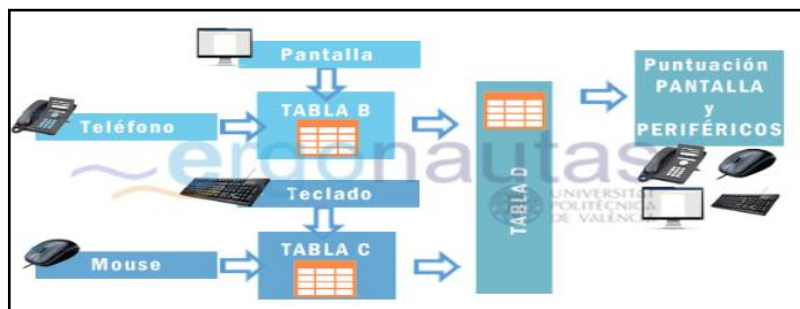 Pantalla
Teléfono
TABLA B
Puntuación
PANTALLA
y
PERIFÉRICOS
ergonautas
Teclado
TABLA D
UNIVERSITAT
POLITÈCNICA
DE VALÈNCIA
Mouse
TABLA C